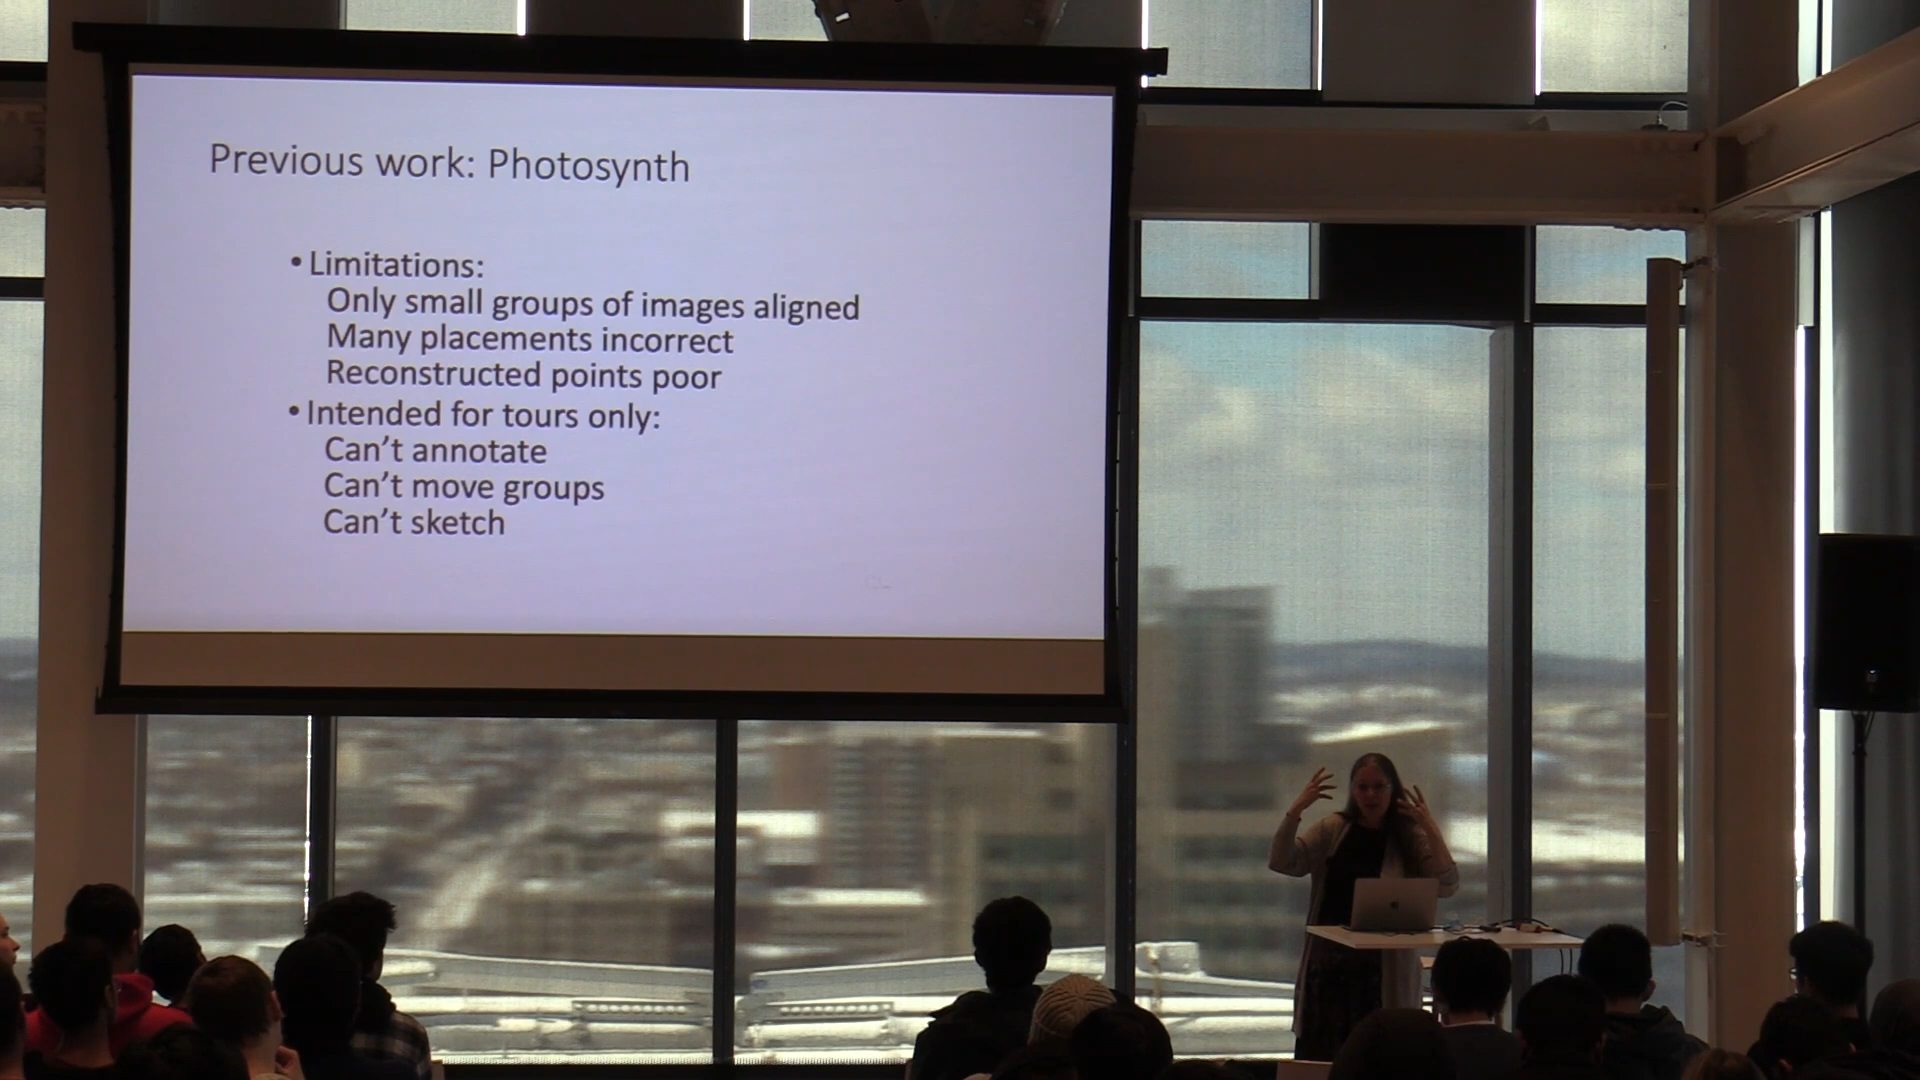 Previous work: Photosynth
• Limitations:
Only small groups of images aligned
Many placements incorrect
Reconstructed points poor
• Intended for tours only:
Can’t annotate
Can’t move groups
Can’t sketch